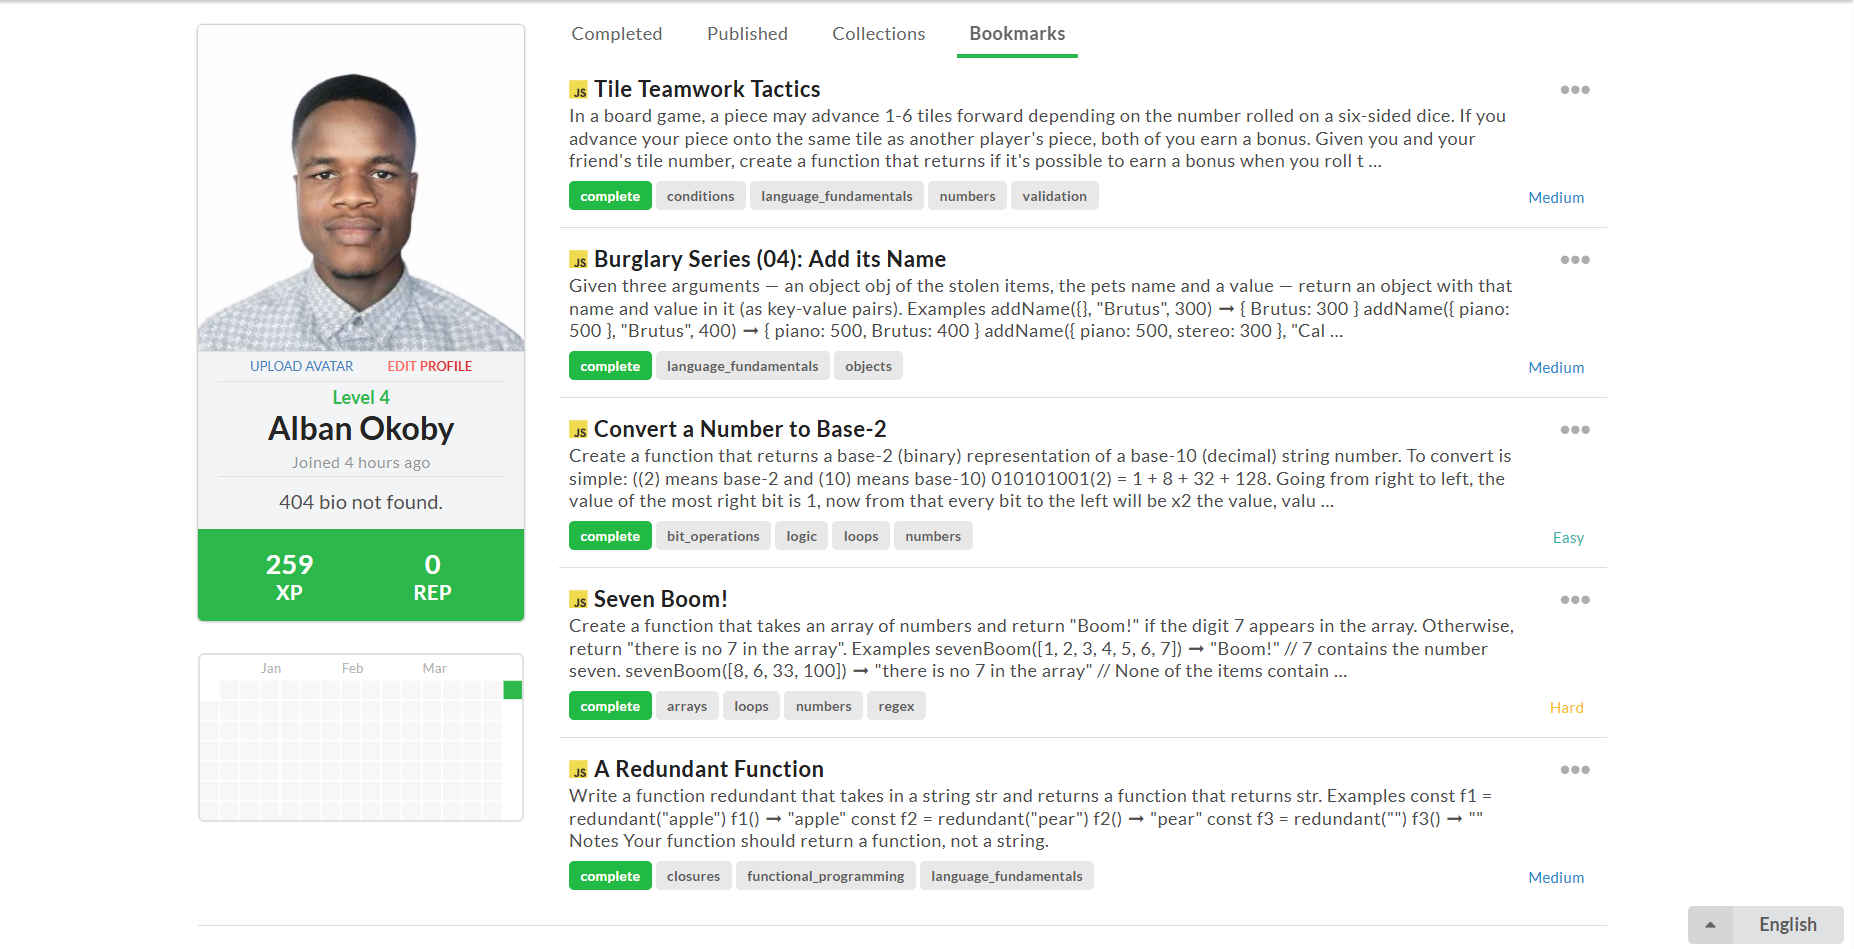 Completed Published Collections Bookmarks
UPLOAD AVATAR EDIT PROFILE
Level 4
Alban Okoby
Joined 4 hours ago
404 bio not found.
259 0
XP REP
Jan Feb Mar
JS Tile Teamwork Tactics
In a board game, a piece may advance 1-6 tiles forward depending on the number rolled on a six-sided dice. If you
advance your piece onto the same tile as another player's piece, both of you earn a bonus. Given you and your
friend's tile number, create a function that returns if it's possible to earn a bonus when you roll t ...
complete conditions language_fundamentals numbers validation
Medium
JS Burglary Series (04): Add its Name
Given three arguments — an object obj of the stolen items, the pets name and a value — return an object with that
name and value in it (as key-value pairs). Examples addName({}, "Brutus", 300) ➞ { Brutus: 300 } addName({ piano:
500 }, "Brutus", 400) ➞ { piano: 500, Brutus: 400 } addName({ piano: 500, stereo: 300 }, "Cal ...
complete language_fundamentals objects
Medium
JS Convert a Number to Base-2
Create a function that returns a base-2 (binary) representation of a base-10 (decimal) string number. To convert is
simple: ((2) means base-2 and (10) means base-10) 010101001(2) = 1 + 8 + 32 + 128. Going from right to left, the
value of the most right bit is 1, now from that every bit to the left will be x2 the value, valu ...
complete bit_operations logic loops numbers
Easy
JS Seven Boom!
Create a function that takes an array of numbers and return "Boom!" if the digit 7 appears in the array. Otherwise,
return "there is no 7 in the array". Examples sevenBoom([1, 2, 3, 4, 5, 6, 7]) ➞ "Boom!" // 7 contains the number
seven. sevenBoom([8, 6, 33, 100]) ➞ "there is no 7 in the array" // None of the items contain ...
complete arrays loops numbers regex
Hard
JS A Redundant Function
Write a function redundant that takes in a string str and returns a function that returns str. Examples const f1 =
redundant("apple") f1() ➞ "apple" const f2 = redundant("pear") f2() ➞ "pear" const f3 = redundant("") f3() ➞ ""
Notes Your function should return a function, not a string.
complete closures functional_programming language_fundamentals
Medium
English